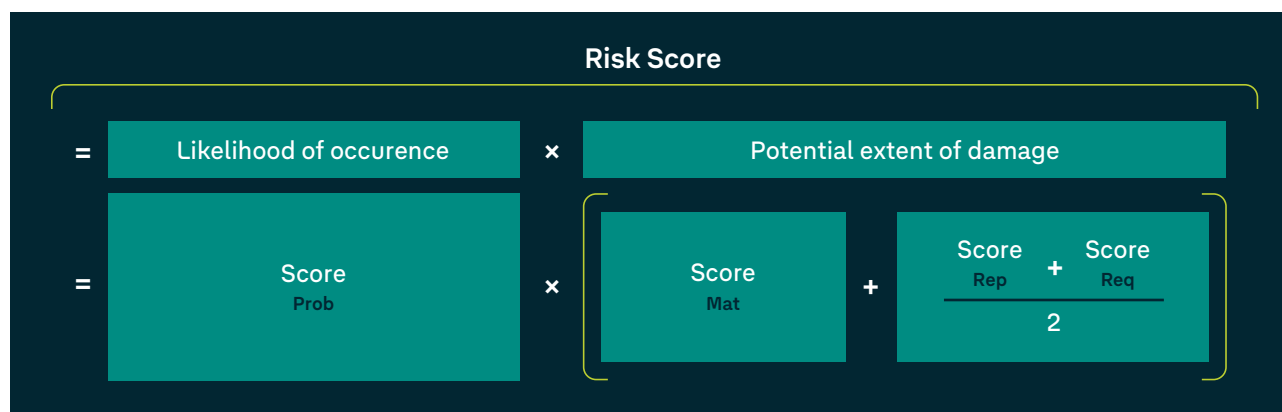 Risk Score
= Likelihood of occurence × Potential extent of damage
= Score Prob × [ Score Mat + Score Rep + Score Req
2 ]